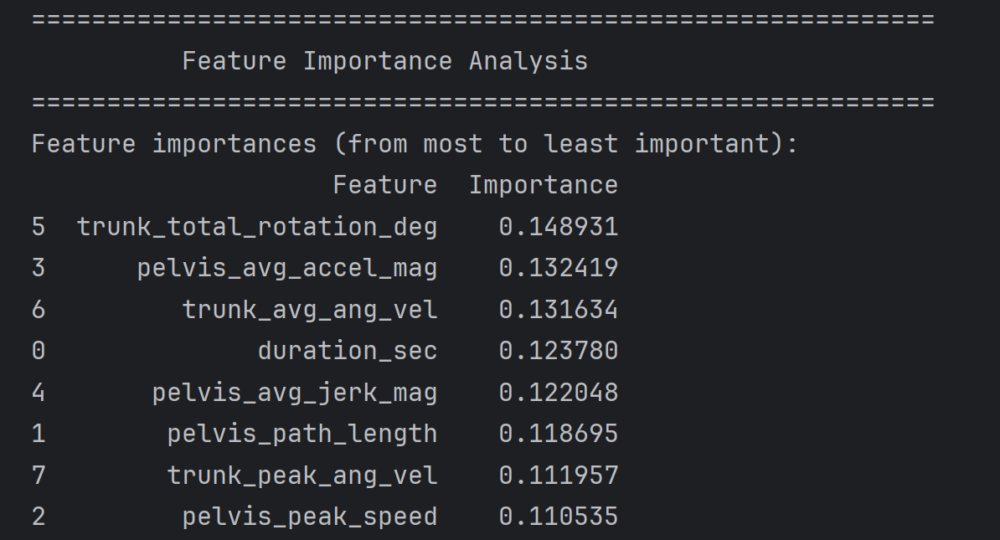 ============================================================
Feature Importance Analysis
============================================================
Feature importances (from most to least important):
Feature  Importance
5  trunk_total_rotation_deg    0.148931
3  pelvis_avg_accel_mag    0.132419
6  trunk_avg_ang_vel    0.131634
0  duration_sec    0.123780
4  pelvis_avg_jerk_mag    0.122048
1  pelvis_path_length    0.118695
7  trunk_peak_ang_vel    0.111957
2  pelvis_peak_speed    0.110535